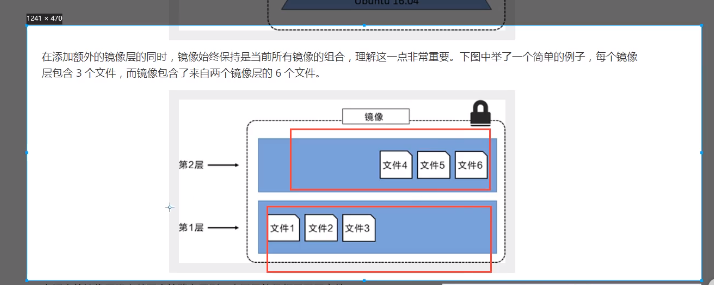 Ubuntu 16.04
1241 × 470
在添加额外的镜像层的同时，镜像始终保持是当前所有镜像的组合，理解这一点非常重要。下图中举了一个简单的例子，每个镜像
层包含 3 个文件，而镜像包含了来自两个镜像层的 6 个文件。
镜像
第2层
文件4 文件5 文件6
第1层
文件1 文件2 文件3